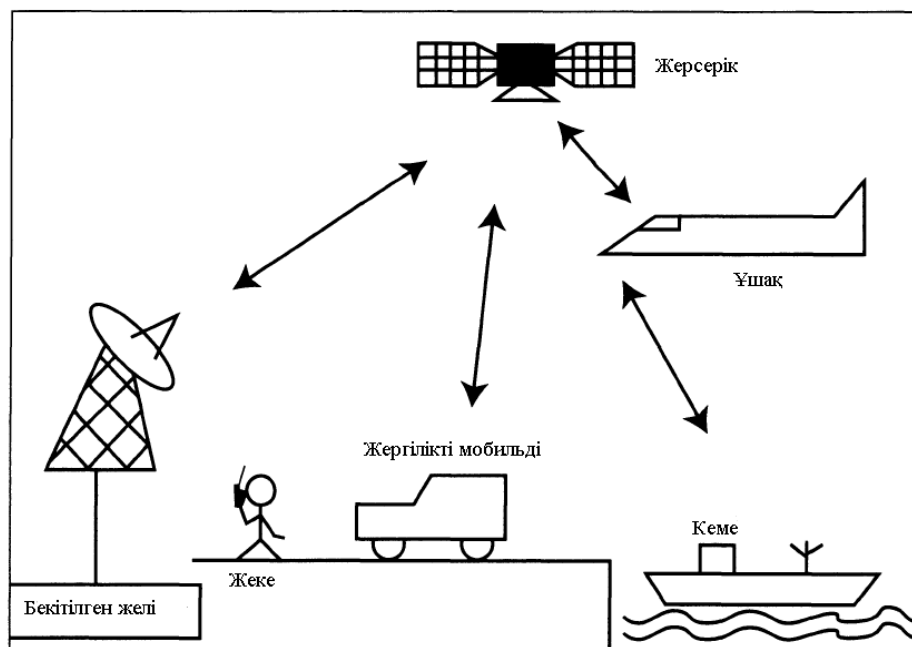 Жерсерік
Ұшақ
Жергілікті мобильді
Кеме
Жеке
Бекітілген желі